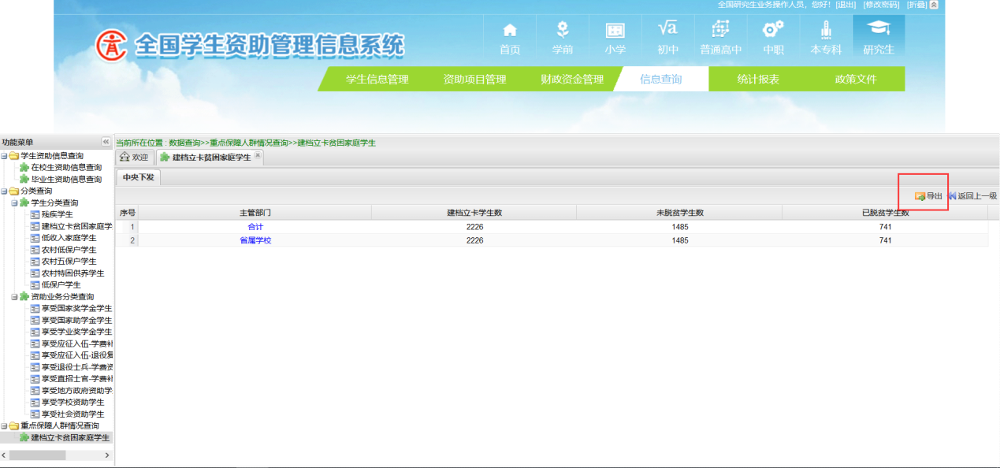 全国研究生业务操作人员，您好！[退出] [修改密码] [折叠]
全国学生资助管理信息系统
首页 学前 小学 初中 普通高中 中职 本专科 研究生
学生信息管理 资助项目管理 财政资金管理 信息查询 统计报表 政策文件
功能菜单
当前所在位置 : 数据查询>>重点保障人群情况查询>>建档立卡贫困家庭学生
学生资助信息查询
欢迎 建档立卡贫困家庭学生
在校生资助信息查询
毕业生资助信息查询
中央下发
分类查询
导出 返回上一级
学生分类查询
序号 主管部门 建档立卡学生数 未脱贫学生数 已脱贫学生数
残疾学生
1 合计 2226 1485 741
建档立卡贫困家庭学
低收入家庭学生
2 省属学校 2226 1485 741
农村低保户学生
农村五保户学生
农村特困供养学生
低保户学生
资助业务分类查询
享受国家奖学金学生
享受国家助学金学生
享受学业奖学金学生
享受应征入伍-学费补
享受应征入伍-退役复
享受退役士兵-学费资
享受直招士官-学费补
享受地方政府资助学
享受学校资助学生
享受社会资助学生
重点保障人群情况查询
建档立卡贫困家庭学生